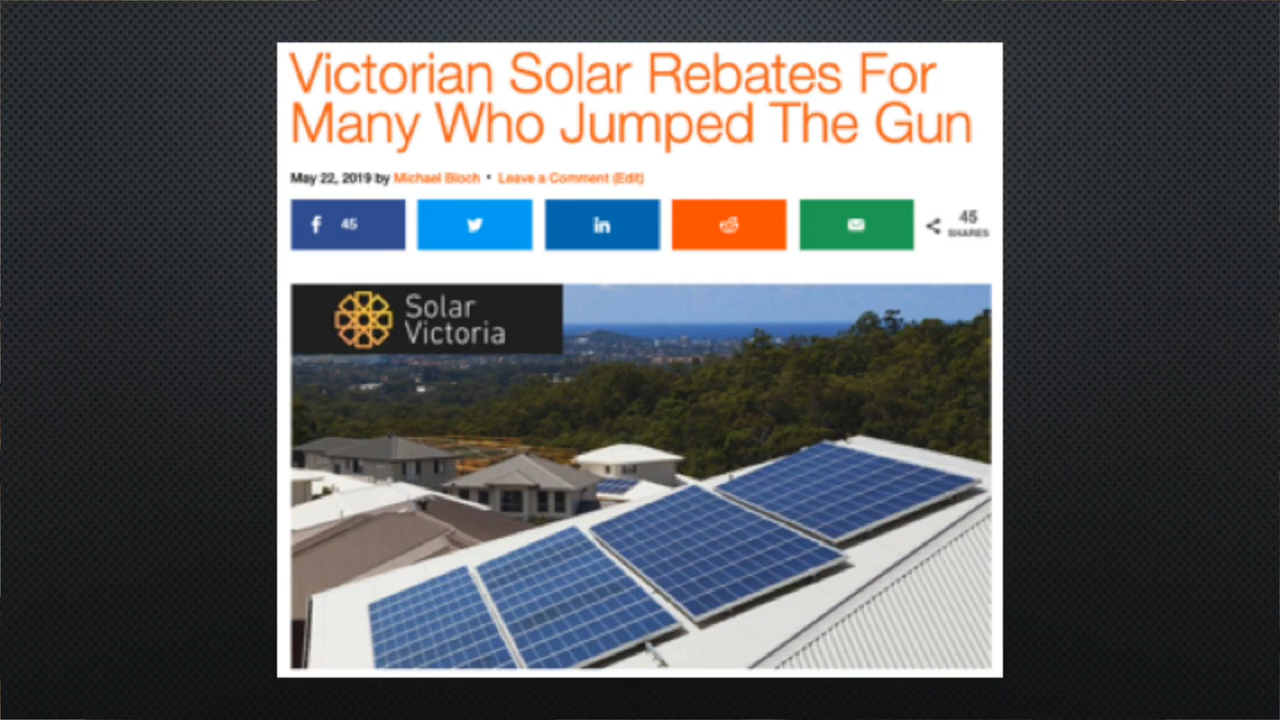 Victorian Solar Rebates For
Many Who Jumped The Gun
May 22, 2019 by Michael Bloch • Leave a Comment (Edit)
45
45
SHARES
Solar
Victoria